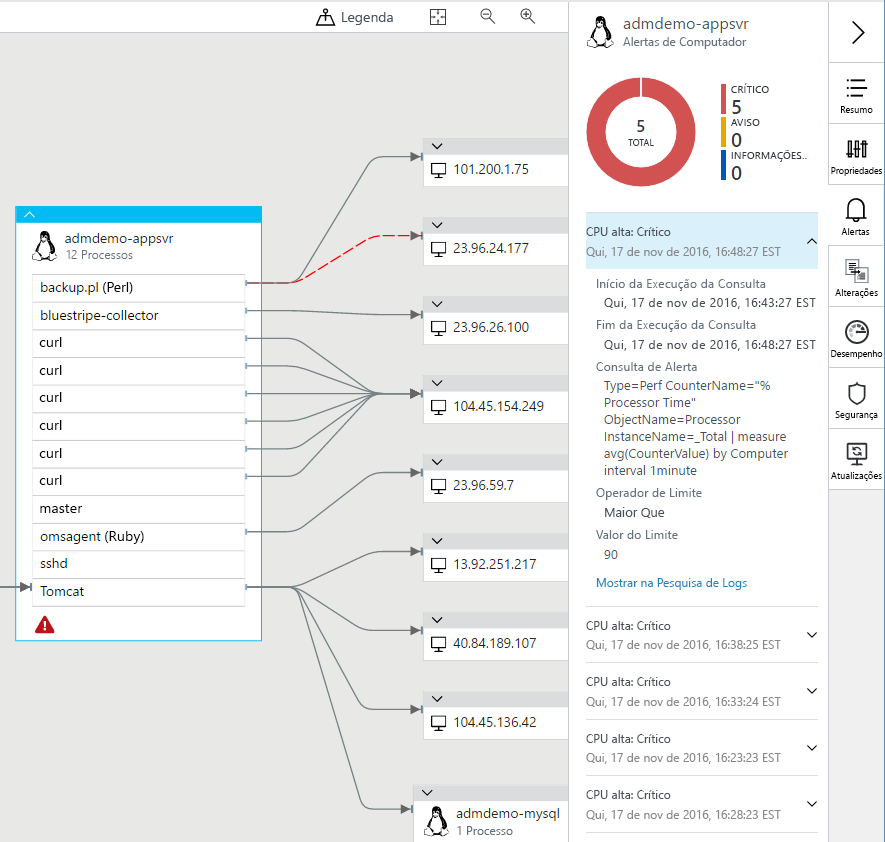 Legenda
admdemo-appsvr
12 Processos
backup.pl (Perl)
bluestripe-collector
curl
curl
curl
curl
curl
curl
master
omsagent (Ruby)
sshd
Tomcat
101.200.1.75
23.96.24.177
23.96.26.100
104.45.154.249
23.96.59.7
13.92.251.217
40.84.189.107
104.45.136.42
admdemo-mysql
1 Processo
admdemo-appsvr
Alertas de Computador
5
TOTAL
CRÍTICO
5
AVISO
0
INFORMAÇÕES..
0
CPU alta: Crítico
Qui, 17 de nov de 2016, 16:48:27 EST
Início da Execução da Consulta
Qui, 17 de nov de 2016, 16:43:27 EST
Fim da Execução da Consulta
Qui, 17 de nov de 2016, 16:48:27 EST
Consulta de Alerta
Type=Perf CounterName="%
Processor Time"
ObjectName=Processor
InstanceName=_Total | measure
avg(CounterValue) by Computer
interval 1minute
Operador de Limite
Maior Que
Valor do Limite
90
Mostrar na Pesquisa de Logs
CPU alta: Crítico
Qui, 17 de nov de 2016, 16:38:25 EST
CPU alta: Crítico
Qui, 17 de nov de 2016, 16:33:24 EST
CPU alta: Crítico
Qui, 17 de nov de 2016, 16:23:23 EST
CPU alta: Crítico
Qui, 17 de nov de 2016, 16:28:23 EST
Resumo
Propriedades
Alertas
Alterações
Desempenho
Segurança
Atualizações